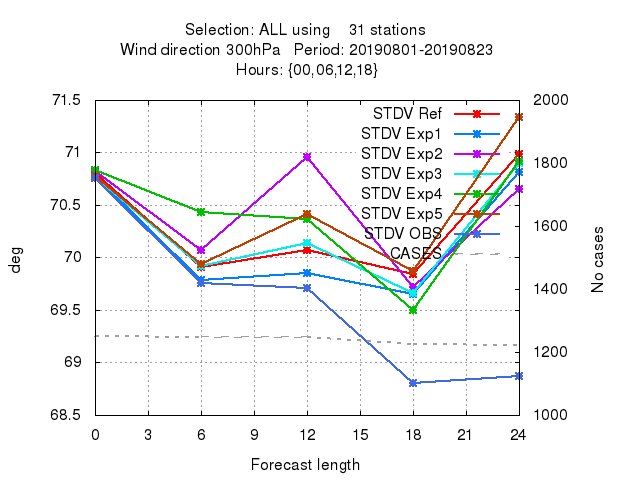 Selection: ALL using    31 stations
Wind direction 300hPa   Period: 20190801-20190823
Hours: {00,06,12,18}
71.5
71
70.5
70
69.5
69
68.5
deg
2000
1800
1600
1400
1200
1000
No cases
STDV Ref
STDV Exp1
STDV Exp2
STDV Exp3
STDV Exp4
STDV Exp5
STDV OBS
CASES
0 3 6 9 12 15 18 21 24
Forecast length